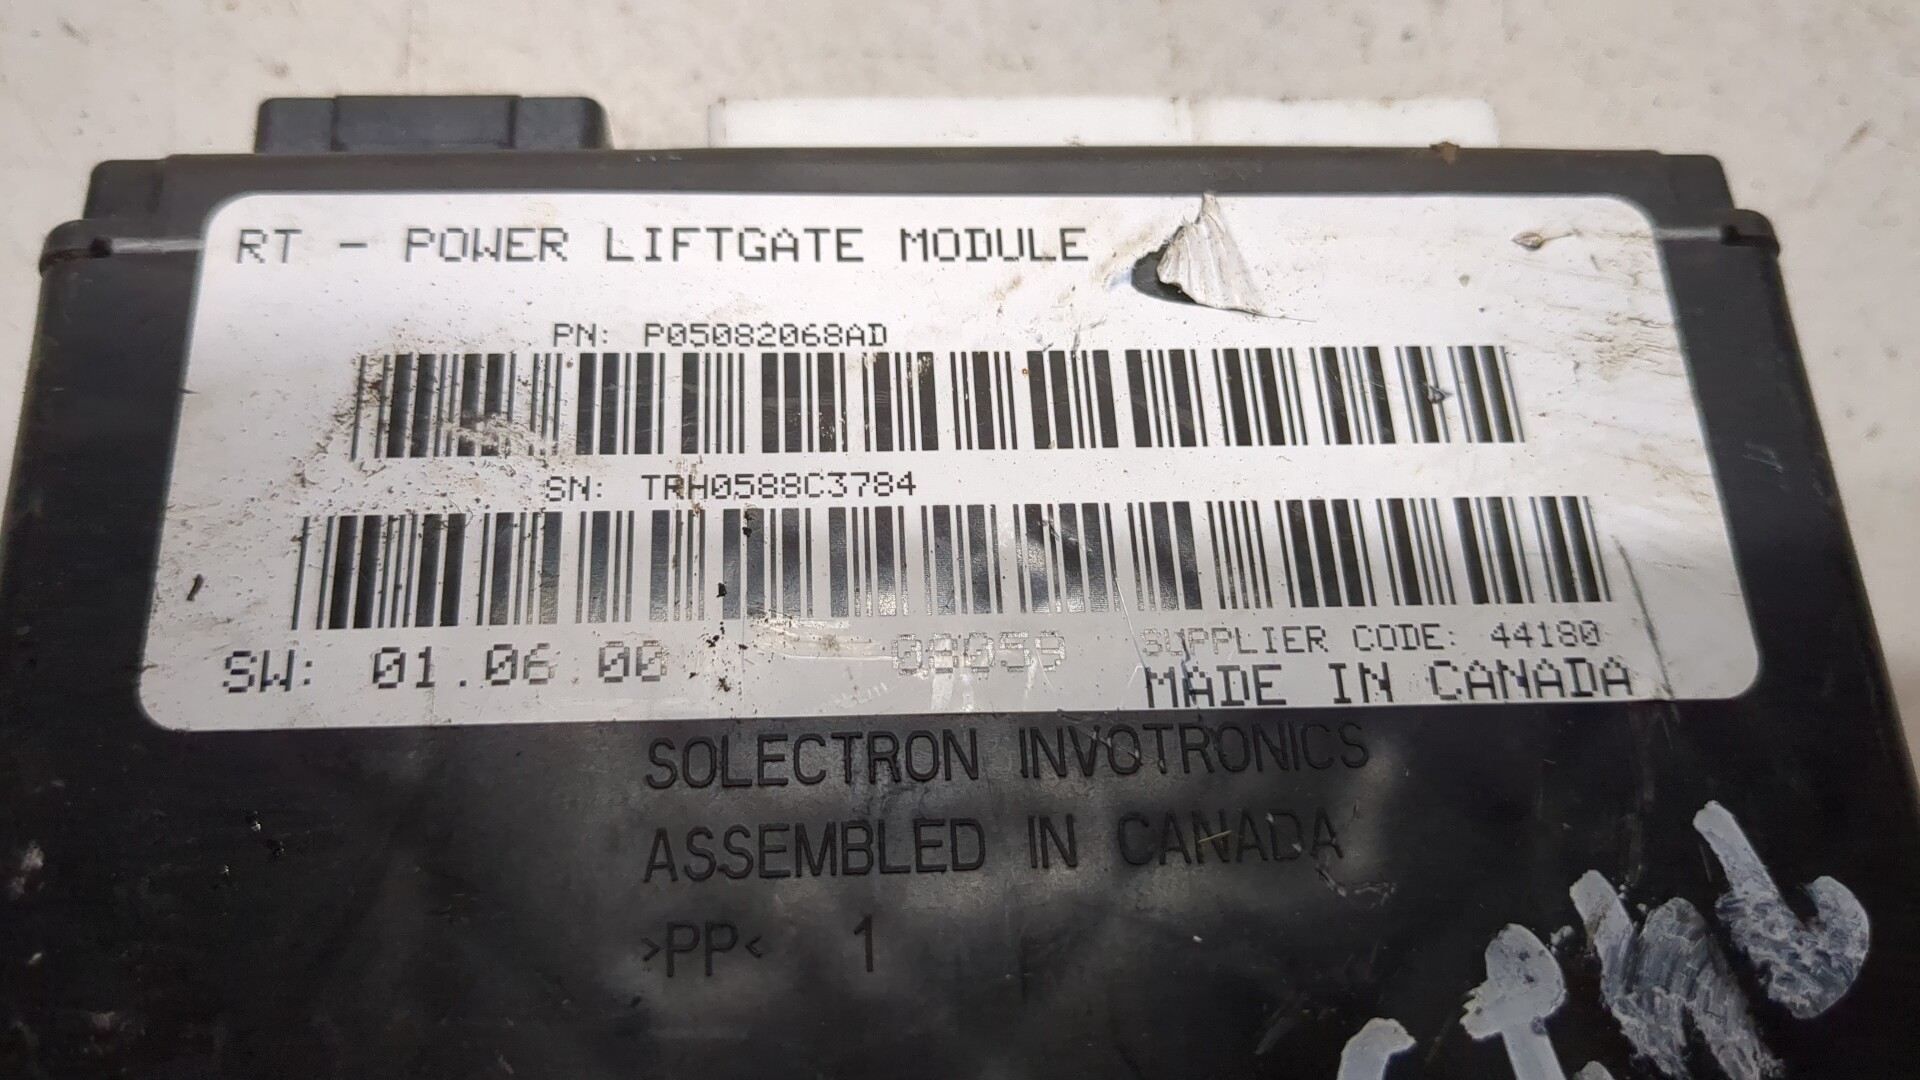 RT - POWER LIFTGATE MODULE
PN: P05082068AD
SN: TRH0588C3784
SW: 01.06.00 08059 SUPPLIER CODE: 44180
MADE IN CANADA
SOLECTRON INVOTRONICS
ASSEMBLED IN CANADA
>PP< 1